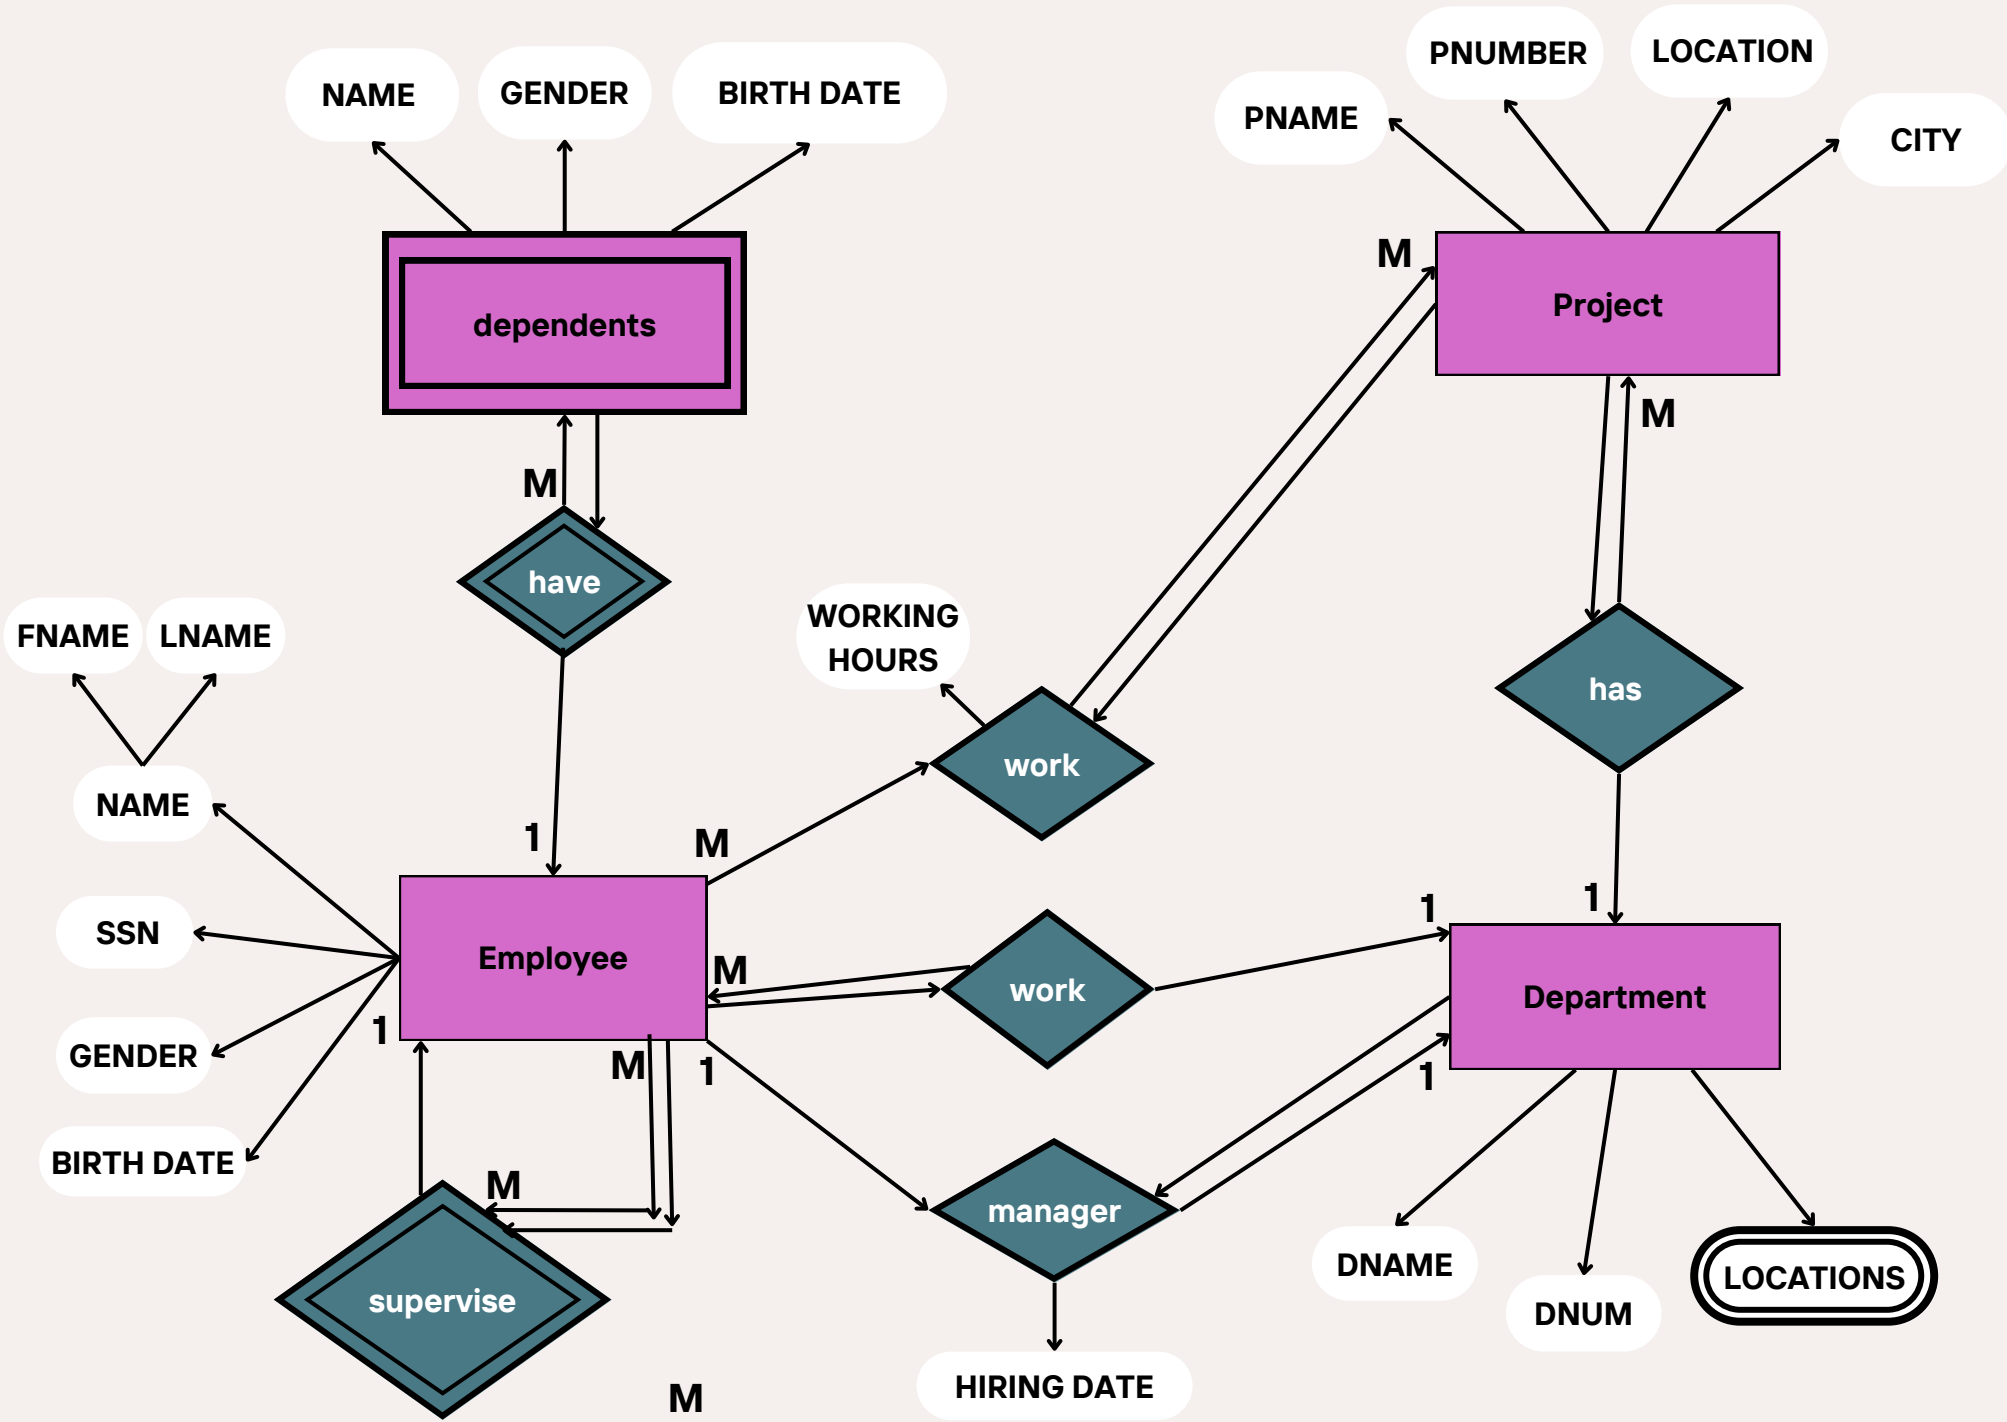 NAME
GENDER
BIRTH DATE
PNAME
PNUMBER
LOCATION
CITY
dependents
M
Project
M
M
have
FNAME
LNAME
WORKING
HOURS
has
work
NAME
1
M
SSN
Employee
M
work
1
1
Department
GENDER
1
M
1
1
BIRTH DATE
M
manager
supervise
DNAME
DNUM
LOCATIONS
HIRING DATE
M